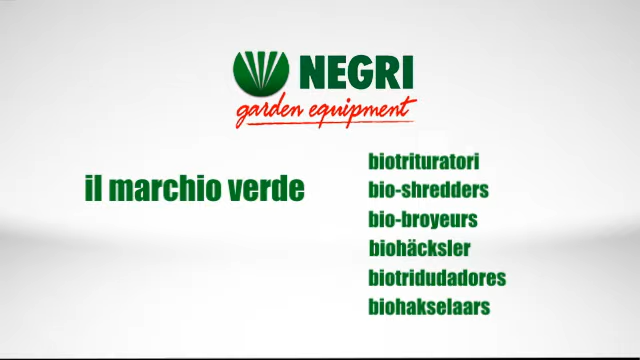 NEGRI
garden equipment
il marchio verde
biotrituratori
bio-shredders
bio-broyeurs
biohäcksler
biotridudadores
biohakselaars